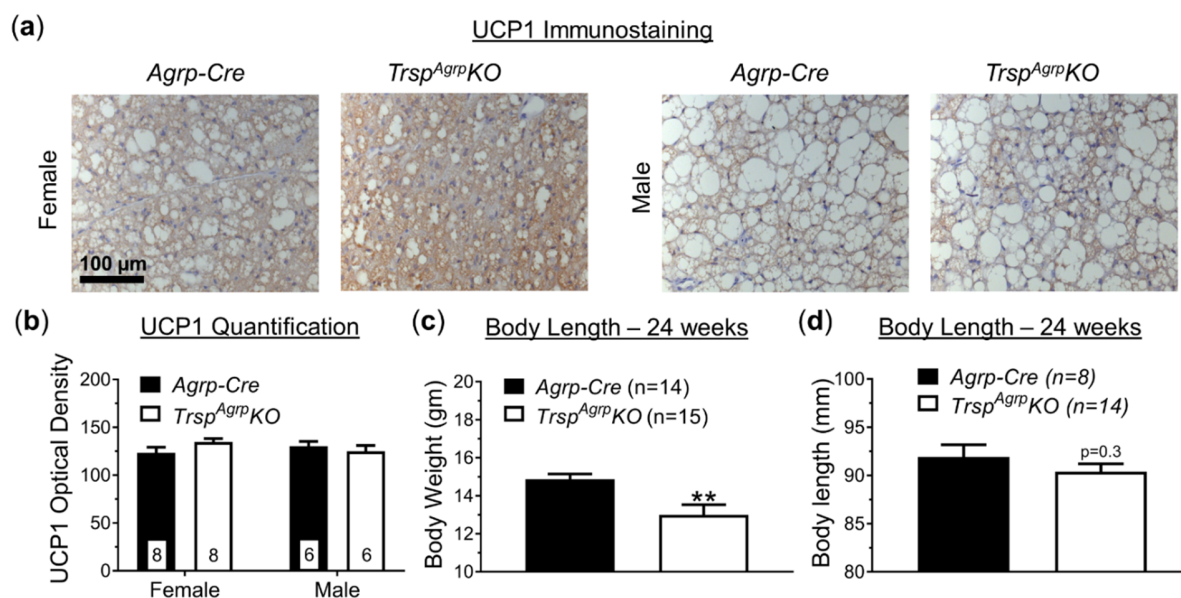 (a)
UCP1 Immunostaining
Agrp-Cre
TrspAgrpKO
Agrp-Cre
TrspAgrpKO
Female
Male
100 µm
(b)
UCP1 Quantification
Agrp-Cre
TrspAgrpKO
UCP1 Optical Density
200
150
100
50
0
8
8
6
6
Female
Male
(c)
Body Length – 24 weeks
Agrp-Cre (n=14)
TrspAgrpKO (n=15)
Body Weight (gm)
20
18
16
14
12
10
**
(d)
Body Length – 24 weeks
Agrp-Cre (n=8)
TrspAgrpKO (n=14)
Body length (mm)
100
95
90
85
80
p=0.3